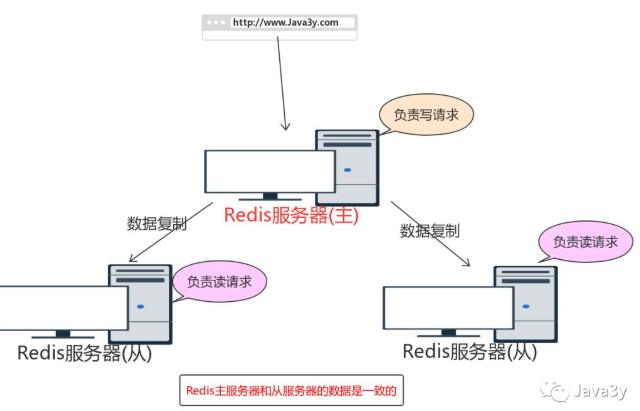 http://www.Java3y.com
负责写请求
Redis服务器(主)
数据复制
数据复制
负责读请求
负责读请求
Redis服务器(从)
Redis服务器(从)
Redis主服务器和从服务器的数据是一致的
Java3y